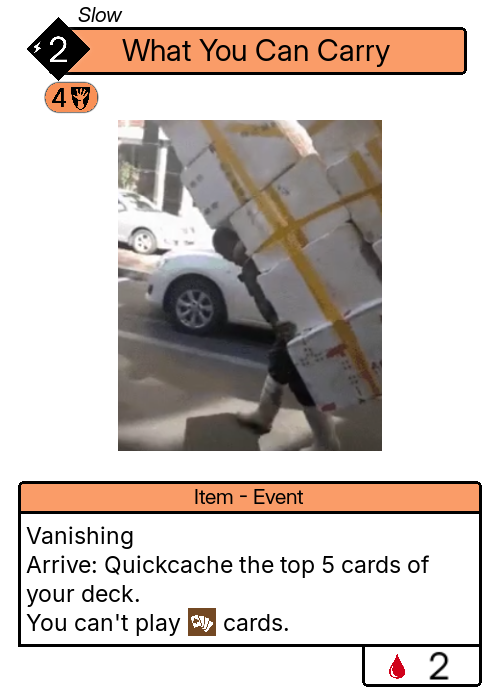 Slow
2
What You Can Carry
4
Item - Event
Vanishing
Arrive: Quickcache the top 5 cards of
your deck.
You can't play cards.
2